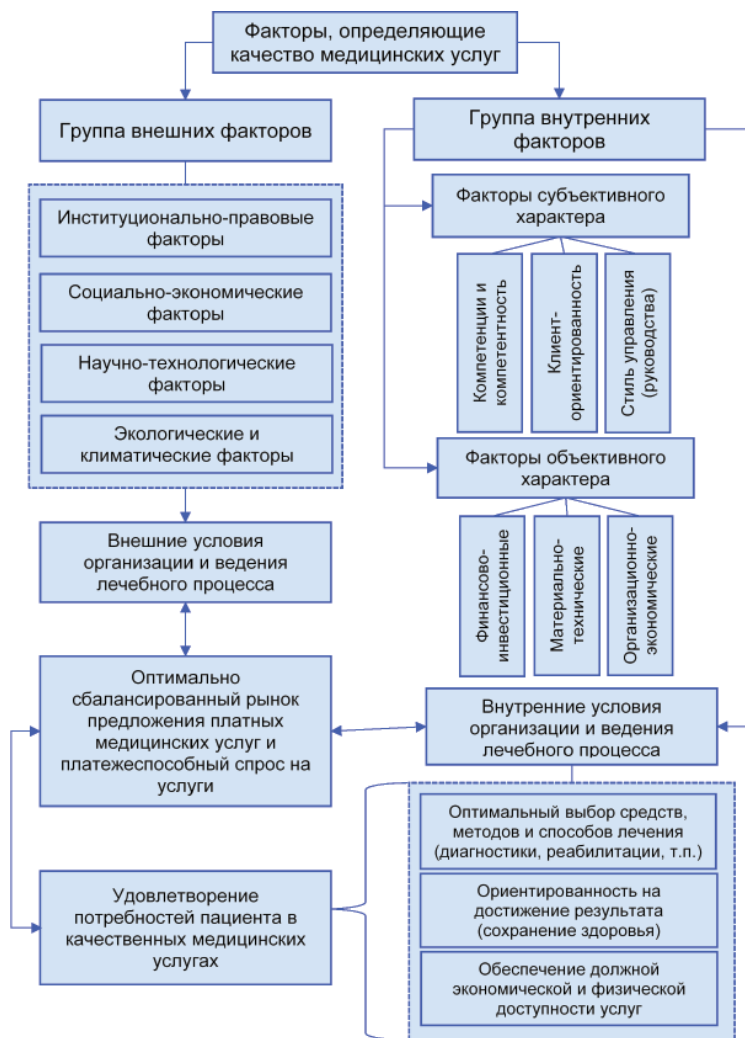 Факторы, определяющие
качество медицинских услуг
Группа внешних факторов
Институционально-правовые
факторы
Социально-экономические
факторы
Научно-технологические
факторы
Экологические и
климатические факторы
Внешние условия
организации и ведения
лечебного процесса
Оптимально
сбалансированный рынок
предложения платных
медицинских услуг и
платежеспособный спрос на
услуги
Удовлетворение
потребностей пациента в
качественных медицинских
услугах
Группа внутренних
факторов
Факторы субъективного
характера
Компетенции и
компетентность
Клиент-
ориентированность
Стиль управления
(руководства)
Факторы объективного
характера
Финансово-
инвестиционные
Материально-
технические
Организационно-
экономические
Внутренние условия
организации и ведения
лечебного процесса
Оптимальный выбор средств,
методов и способов лечения
(диагностики, реабилитации, т.п.)
Ориентированность на
достижение результата
(сохранение здоровья)
Обеспечение должной
экономической и физической
доступности услуг